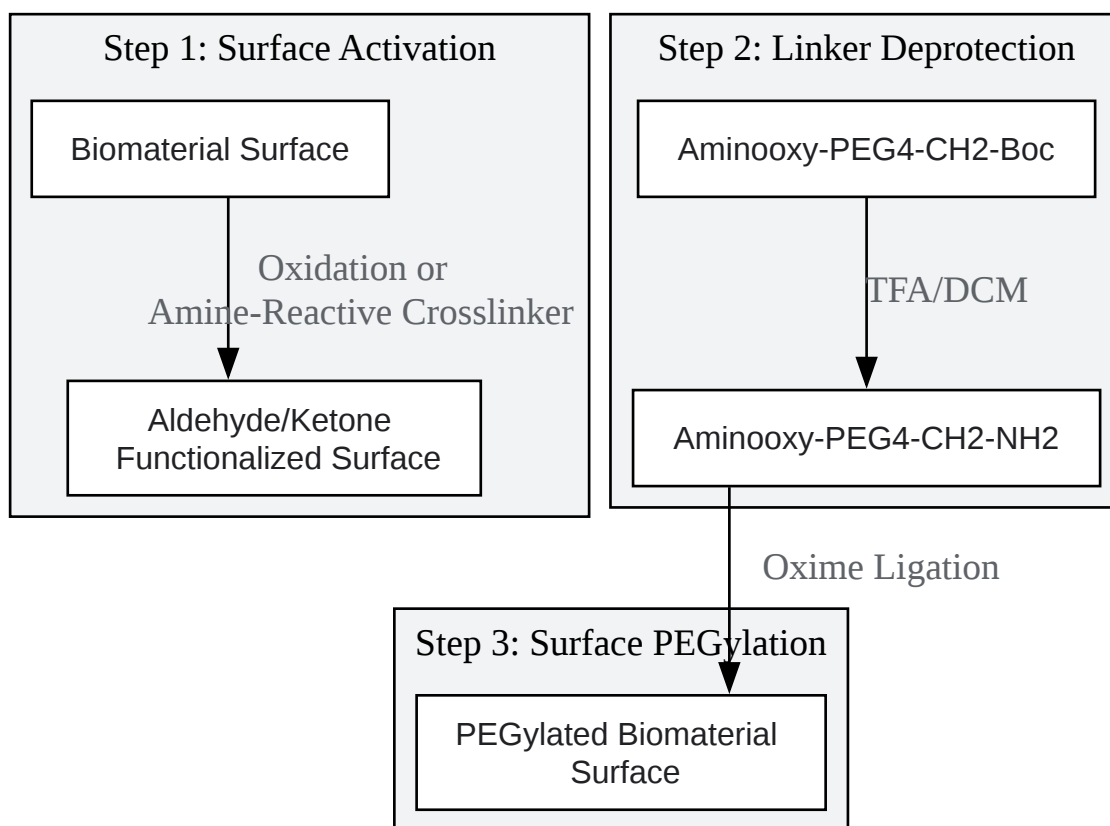 Step 1: Surface Activation
Biomaterial Surface
Oxidation or
Amine-Reactive Crosslinker
Aldehyde/Ketone
Functionalized Surface
Step 2: Linker Deprotection
Aminooxy-PEG4-CH2-Boc
TFA/DCM
Aminooxy-PEG4-CH2-NH2
Oxime Ligation
Step 3: Surface PEGylation
PEGylated Biomaterial
Surface